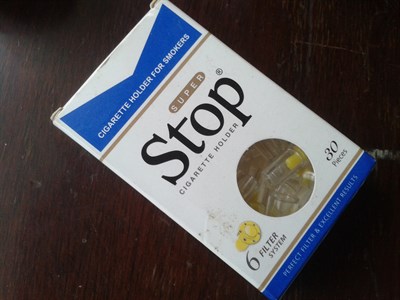 CIGARETTE HOLDER FOR SMOKERS
SUPER
Stop®
CIGARETTE HOLDER
30
Pieces
6 FILTER
SYSTEM
PERFECT FILTER & EXCELLENT RESULTS